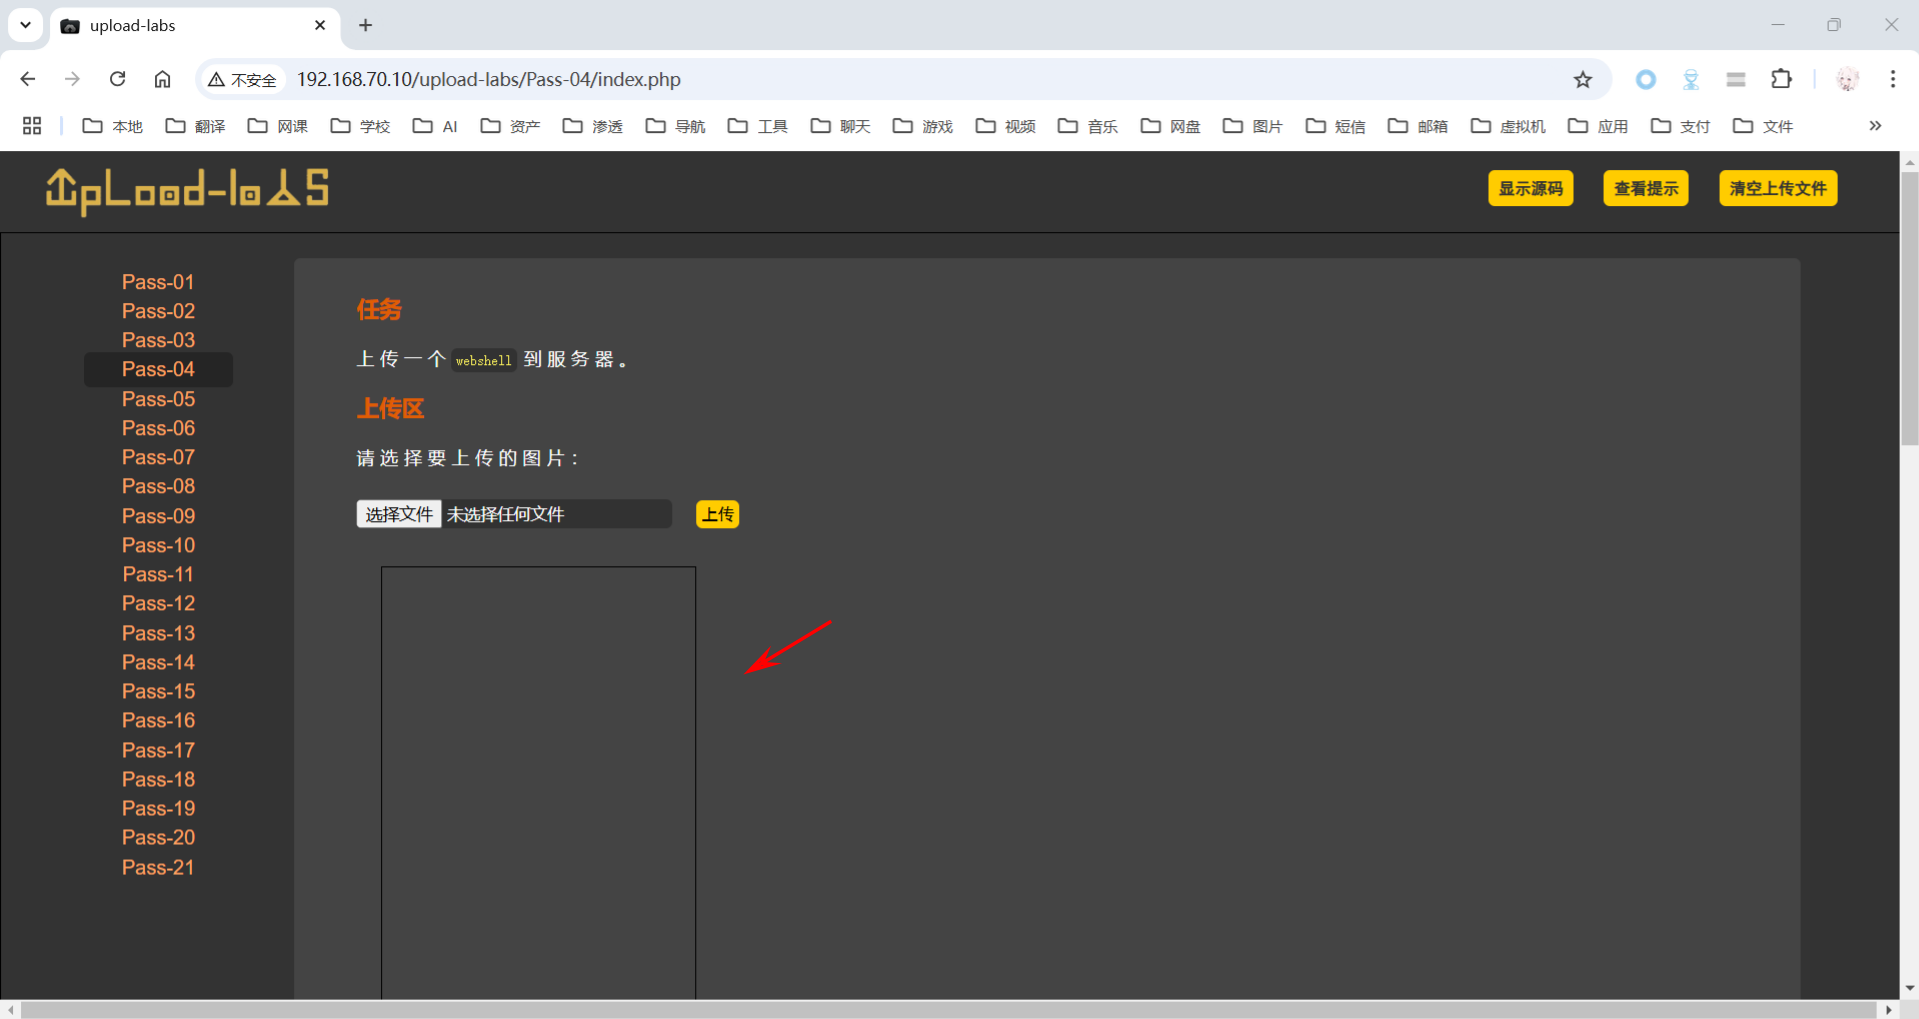 upload-labs
不安全 192.168.70.10/upload-labs/Pass-04/index.php
本地 翻译 网课 学校 AI 资产 渗透 导航 工具 聊天 游戏 视频 音乐 网盘 图片 短信 邮箱 虚拟机 应用 支付 文件
UpLoad-labs
显示源码 查看提示 清空上传文件
Pass-01
Pass-02
Pass-03
Pass-04
Pass-05
Pass-06
Pass-07
Pass-08
Pass-09
Pass-10
Pass-11
Pass-12
Pass-13
Pass-14
Pass-15
Pass-16
Pass-17
Pass-18
Pass-19
Pass-20
Pass-21
任务
上传一个 webshell 到服务器。
上传区
请选择要上传的图片：
选择文件 未选择任何文件 上传